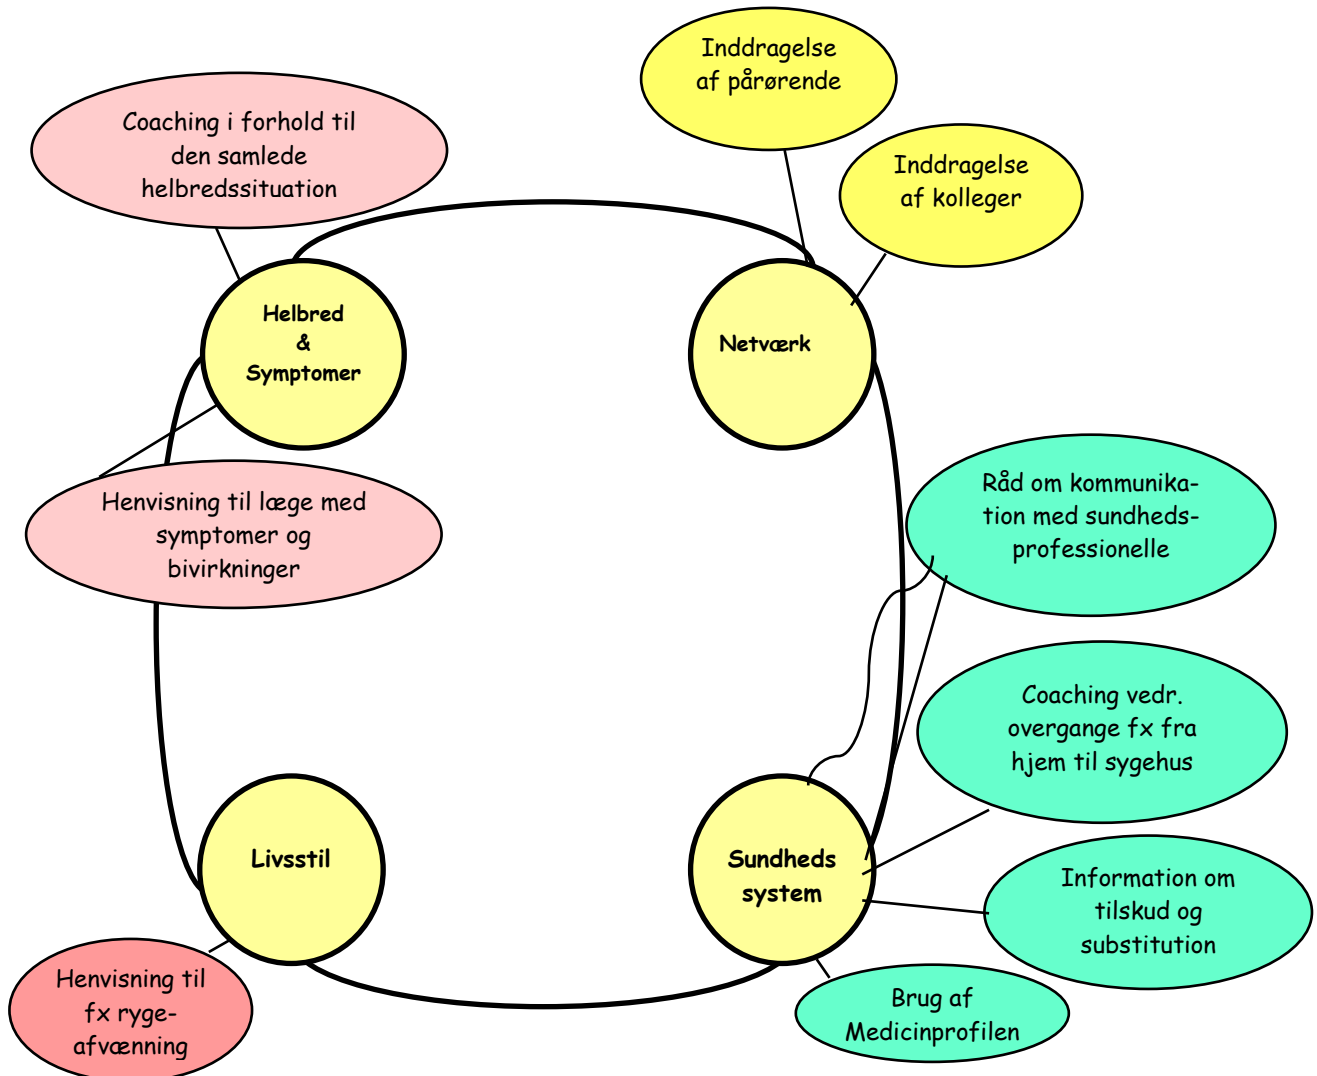 Inddragelse
af pårørende
Coaching i forhold til
den samlede
helbredssituation
Inddragelse
af kolleger
Helbred
&
Symptomer
Netværk
Henvisning til læge med
symptomer og
bivirkninger
Råd om kommunika-
tion med sundheds-
professionelle
Coaching vedr.
overgange fx fra
hjem til sygehus
Livsstil
Sundheds
system
Information om
tilskud og
substitution
Henvisning til
fx ryge-
afvænning
Brug af
Medicinprofilen